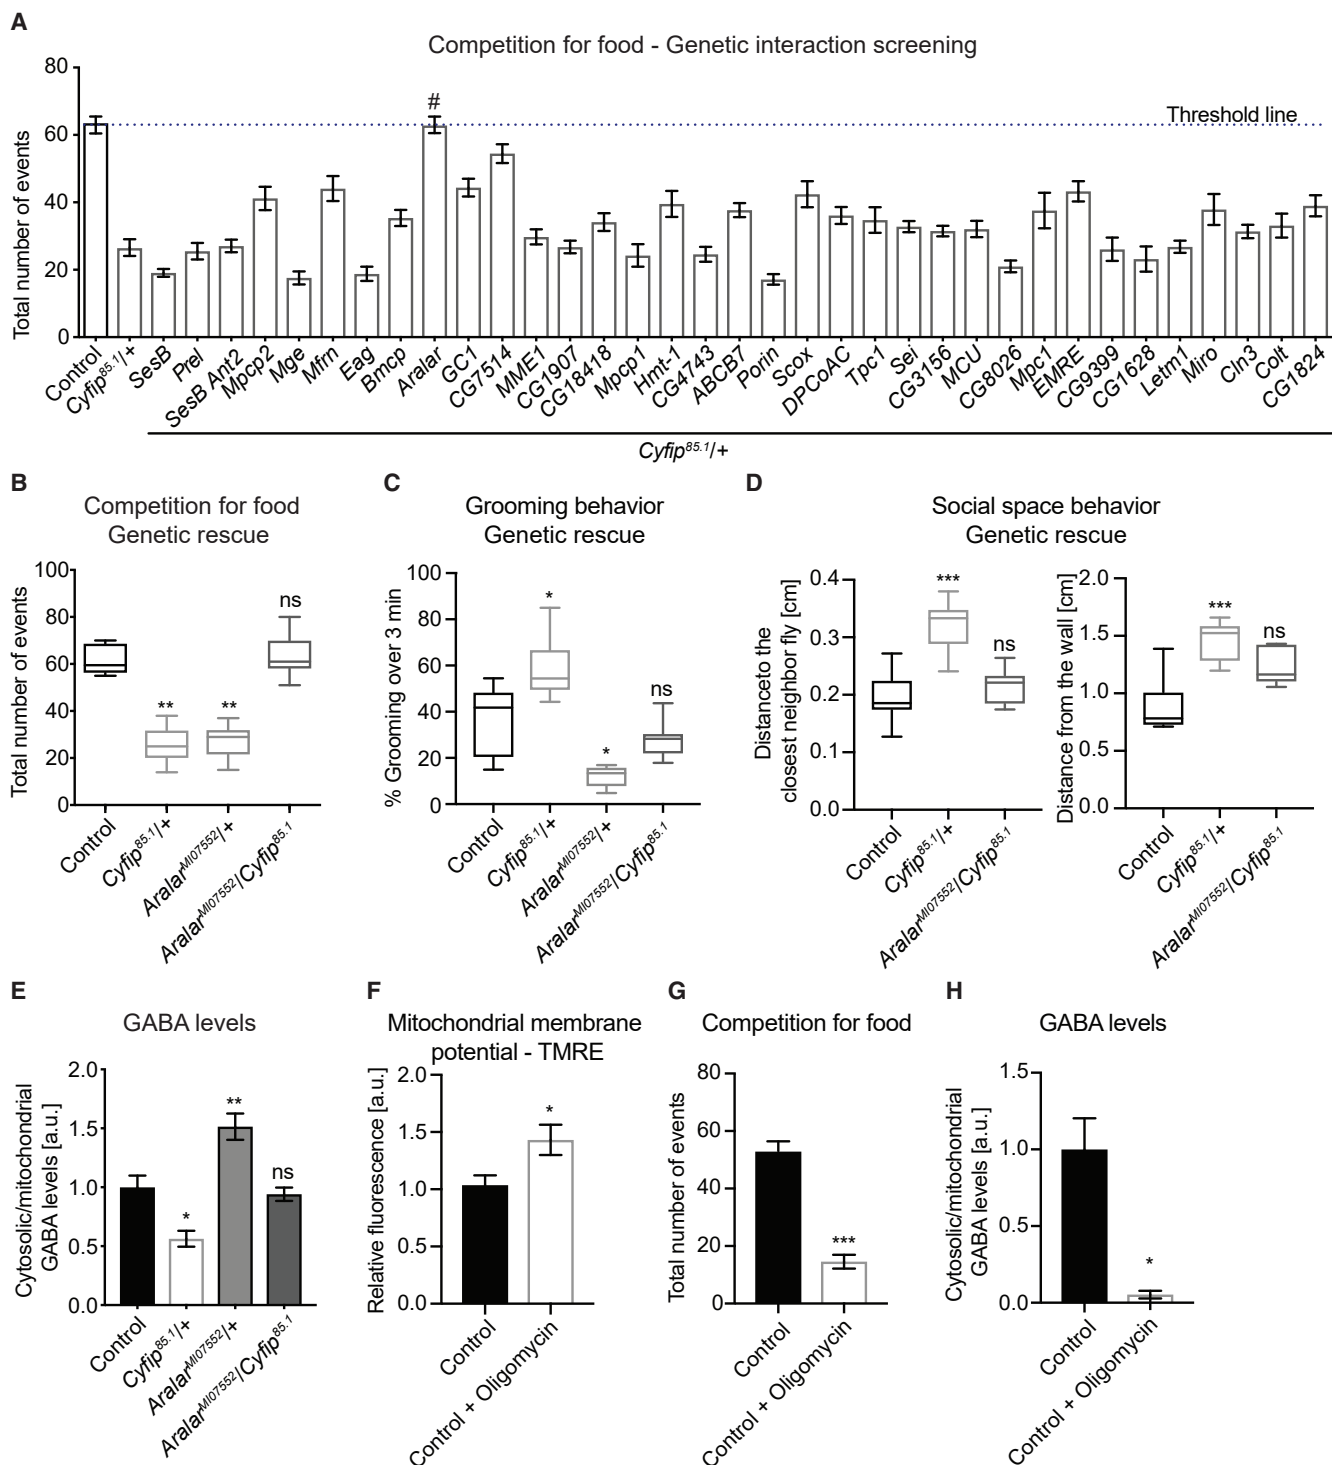 A
Competition for food - Genetic interaction screening
Total number of events
80
60
40
20
0
#
Threshold line
Control
Cyfip85.1/+
SesB
Prel
SesB Ant2
Mpcp2
Mge
Mfrn
Eag
Bmcp
Aralar
GC1
CG7514
MME1
CG1907
CG18418
Mpcp1
Hmt-1
CG4743
ABCB7
Porin
Scox
DPCoAC
Tpc1
Sei
CG3156
MCU
CG8026
Mpc1
EMRE
CG9399
CG1628
Letm1
Miro
Cln3
Colt
CG1824
Cyfip85.1/+
B
Competition for food
Genetic rescue
Total number of events
100
80
60
40
20
0
**
**
ns
Control
Cyfip85.1/+
AralarMI07552/+
AralarMI07552/Cyfip85.1
C
Grooming behavior
Genetic rescue
% Grooming over 3 min
100
80
60
40
20
0
*
*
ns
Control
Cyfip85.1/+
AralarMI07552/+
AralarMI07552/Cyfip85.1
D
Social space behavior
Genetic rescue
Distanceto the
closest neighbor fly [cm]
0.4
0.3
0.2
0.1
0.0
***
ns
Control
Cyfip85.1/+
AralarMI07552/Cyfip85.1
Distance from the wall [cm]
2.0
1.5
1.0
0.5
0.0
***
ns
Control
Cyfip85.1/+
AralarMI07552/Cyfip85.1
E
GABA levels
Cytosolic/mitochondrial
GABA levels [a.u.]
2.0
1.5
1.0
0.5
0.0
*
**
ns
Control
Cyfip85.1/+
AralarMI07552/+
AralarMI07552/Cyfip85.1
F
Mitochondrial membrane
potential - TMRE
Relative fluorescence [a.u.]
2.0
1.5
1.0
0.5
0.0
*
Control
Control + Oligomycin
G
Competition for food
Total number of events
80
60
40
20
0
***
Control
Control + Oligomycin
H
GABA levels
Cytosolic/mitochondrial
GABA levels [a.u.]
1.5
1.0
0.5
0.0
*
Control
Control + Oligomycin